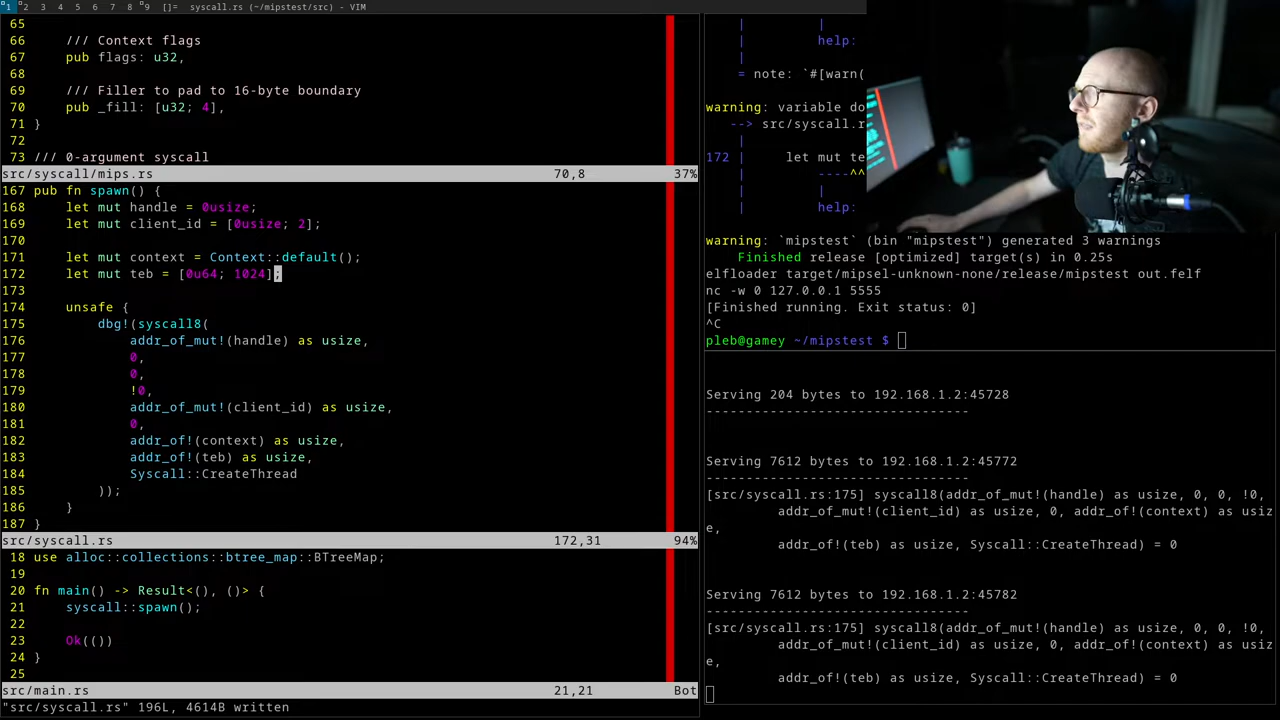 1 2 3 4 5 6 7 8 9 []= syscall.rs (~/mipstest/src) - VIM
65
66 /// Context flags
67 pub flags: u32,
68
69 /// Filler to pad to 16-byte boundary
70 pub _fill: [u32; 4],
71 }
72
73 /// 0-argument syscall
src/syscall/mips.rs 70,8 37%
167 pub fn spawn() {
168 let mut handle = 0usize;
169 let mut client_id = [0usize; 2];
170
171 let mut context = Context::default();
172 let mut teb = [0u64; 1024];
173
174 unsafe {
175 dbg!(syscall8(
176 addr_of_mut!(handle) as usize,
177 0,
178 0,
179 !0,
180 addr_of_mut!(client_id) as usize,
181 0,
182 addr_of!(context) as usize,
183 addr_of!(teb) as usize,
184 Syscall::CreateThread
185 ));
186 }
187 }
src/syscall.rs 172,31 94%
18 use alloc::collections::btree_map::BTreeMap;
19
20 fn main() -> Result<(), ()> {
21 syscall::spawn();
22
23 Ok(())
24 }
25
src/main.rs 21,21 Bot
"src/syscall.rs" 196L, 4614B written
| |
| help:
|
= note: `#[warn(
warning: variable do
--> src/syscall.r
|
172 | let mut te
| ----^^
| |
| help:
warning: `mipstest` (bin "mipstest") generated 3 warnings
Finished release [optimized] target(s) in 0.25s
elfloader target/mipsel-unknown-none/release/mipstest out.felf
nc -w 0 127.0.0.1 5555
[Finished running. Exit status: 0]
^C
pleb@gamey ~/mipstest $
Serving 204 bytes to 192.168.1.2:45728
---------------------------------
Serving 7612 bytes to 192.168.1.2:45772
---------------------------------
[src/syscall.rs:175] syscall8(addr_of_mut!(handle) as usize, 0, 0, !0,
addr_of_mut!(client_id) as usize, 0, addr_of!(context) as usiz
e,
addr_of!(teb) as usize, Syscall::CreateThread) = 0
Serving 7612 bytes to 192.168.1.2:45782
---------------------------------
[src/syscall.rs:175] syscall8(addr_of_mut!(handle) as usize, 0, 0, !0,
addr_of_mut!(client_id) as usize, 0, addr_of!(context) as usiz
e,
addr_of!(teb) as usize, Syscall::CreateThread) = 0